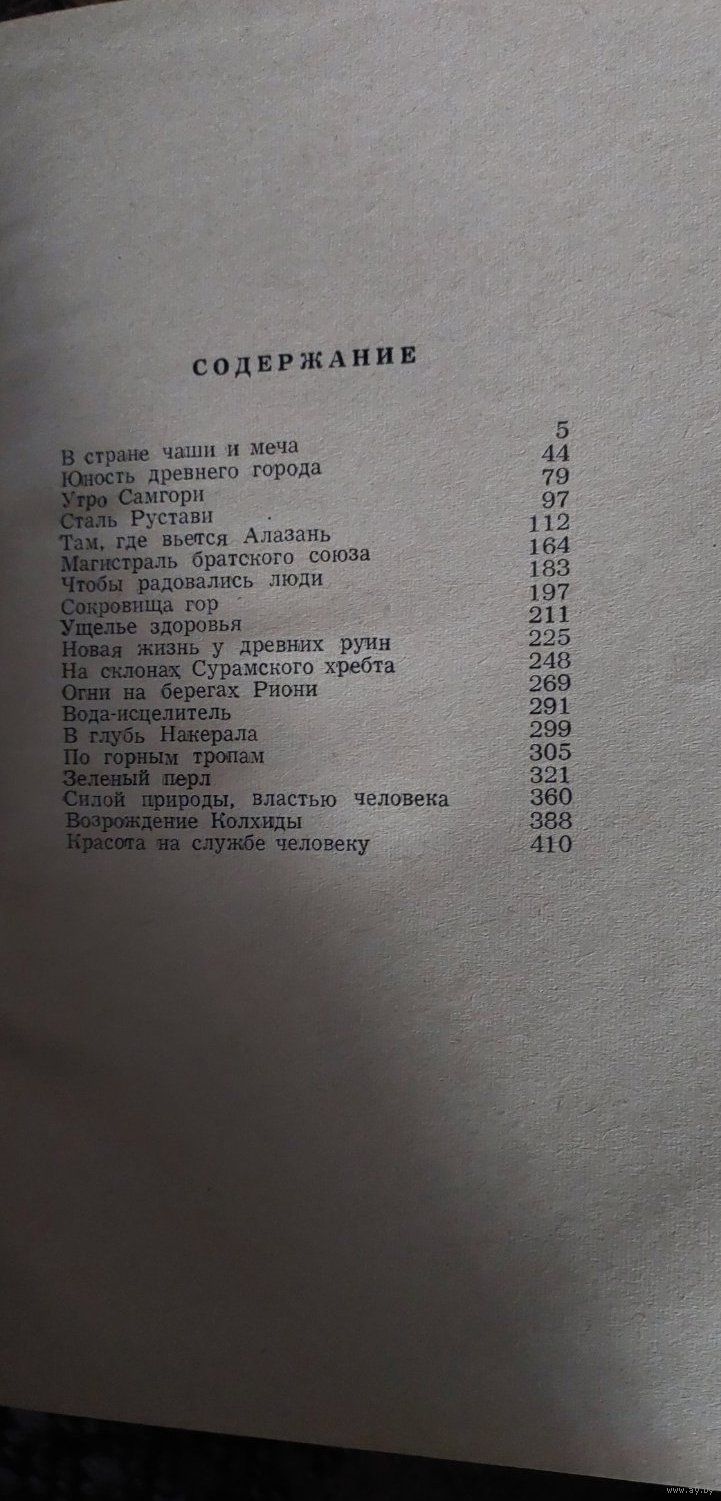 СОДЕРЖАНИЕ
В стране чаши и меча 5
Юность древнего города 44
Утро Самгори 79
Сталь Рустави 97
Там, где вьется Алазань 112
Магистраль братского союза 164
Чтобы радовались люди 183
Сокровища гор 197
Ущелье здоровья 211
Новая жизнь у древних руин 225
На склонах Сурамского хребта 248
Огни на берегах Риони 269
Вода-исцелитель 291
В глубь Накерала 299
По горным тропам 305
Зеленый перл 321
Силой природы, властью человека 360
Возрождение Колхиды 388
Красота на службе человеку 410
www.ay.by